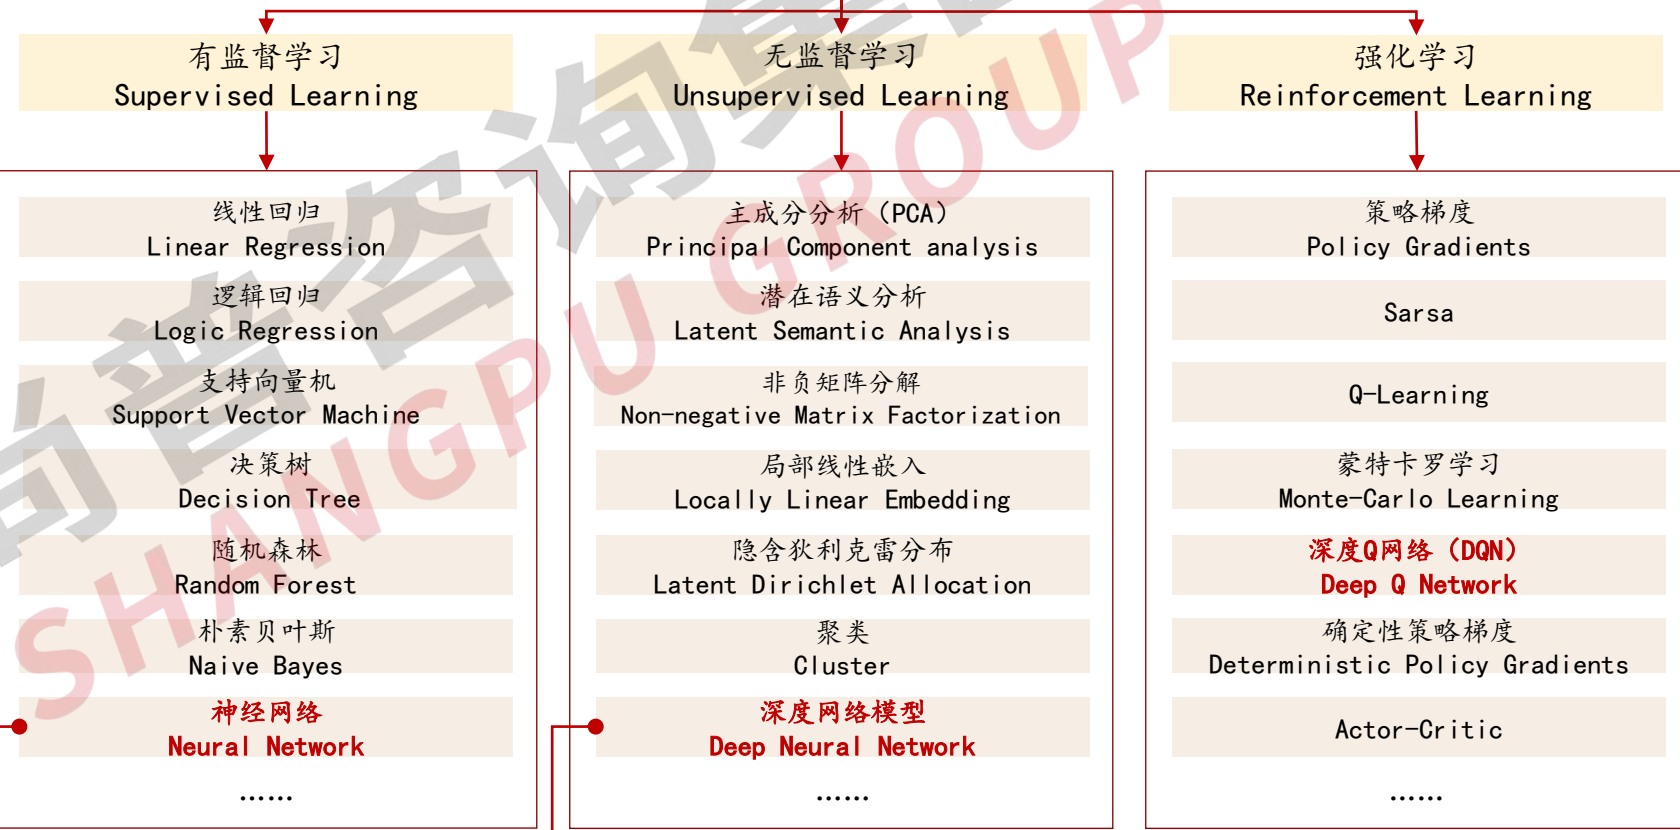 有监督学习
Supervised Learning
线性回归
Linear Regression
逻辑回归
Logic Regression
支持向量机
Support Vector Machine
决策树
Decision Tree
随机森林
Random Forest
朴素贝叶斯
Naive Bayes
神经网络
Neural Network
……
无监督学习
Unsupervised Learning
主成分分析（PCA）
Principal Component analysis
潜在语义分析
Latent Semantic Analysis
非负矩阵分解
Non-negative Matrix Factorization
局部线性嵌入
Locally Linear Embedding
隐含狄利克雷分布
Latent Dirichlet Allocation
聚类
Cluster
深度网络模型
Deep Neural Network
……
强化学习
Reinforcement Learning
策略梯度
Policy Gradients
Sarsa
Q-Learning
蒙特卡罗学习
Monte-Carlo Learning
深度Q网络（DQN）
Deep Q Network
确定性策略梯度
Deterministic Policy Gradients
Actor-Critic
……
尚普咨询集
SHANGPU GROUP